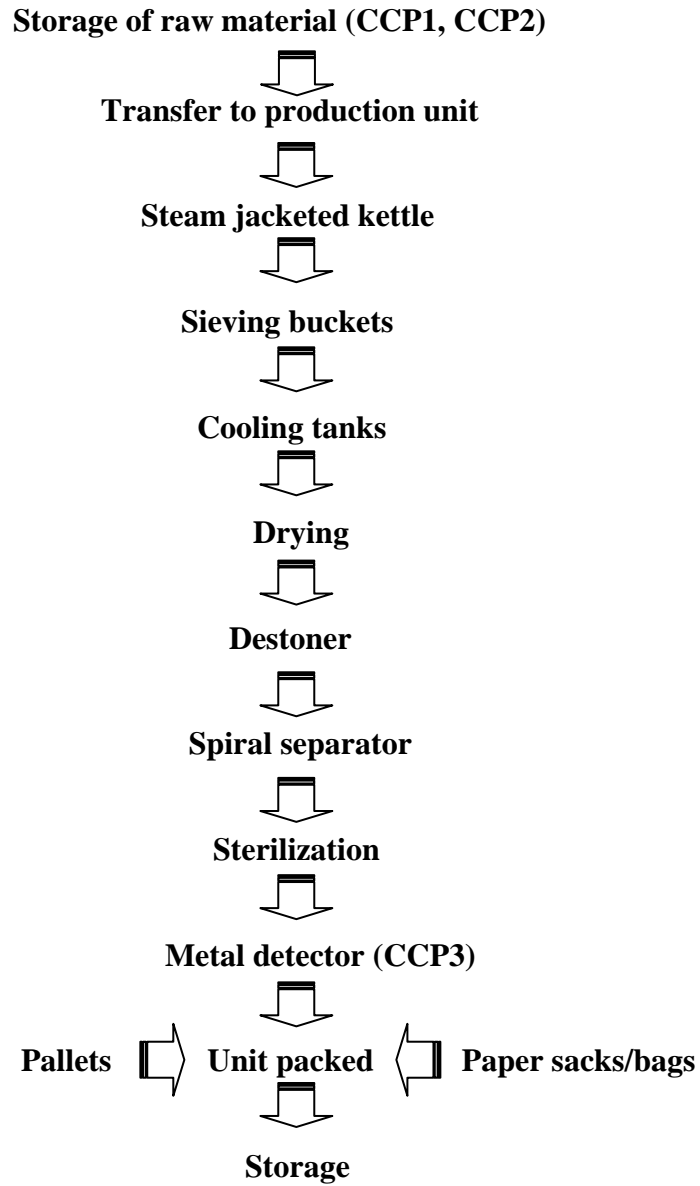 Storage of raw material (CCP1, CCP2)
Transfer to production unit
Steam jacketed kettle
Sieving buckets
Cooling tanks
Drying
Destoner
Spiral separator
Sterilization
Metal detector (CCP3)
Pallets Unit packed Paper sacks/bags
Storage